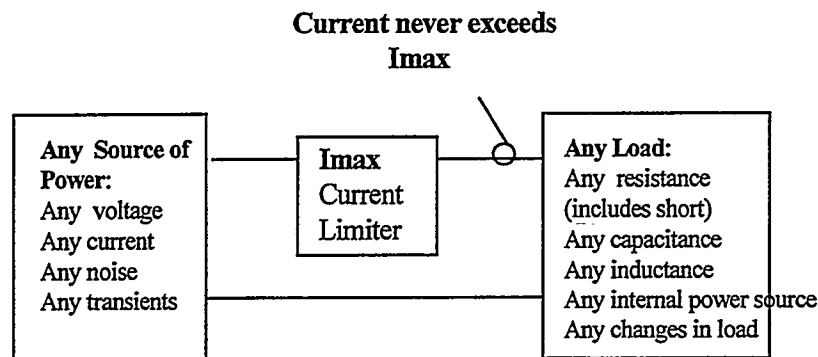 Current never exceeds
Imax
Any Source of
Power:
Any voltage
Any current
Any noise
Any transients
Imax
Current
Limiter
Any Load:
Any resistance
(includes short)
Any capacitance
Any inductance
Any internal power source
Any changes in load